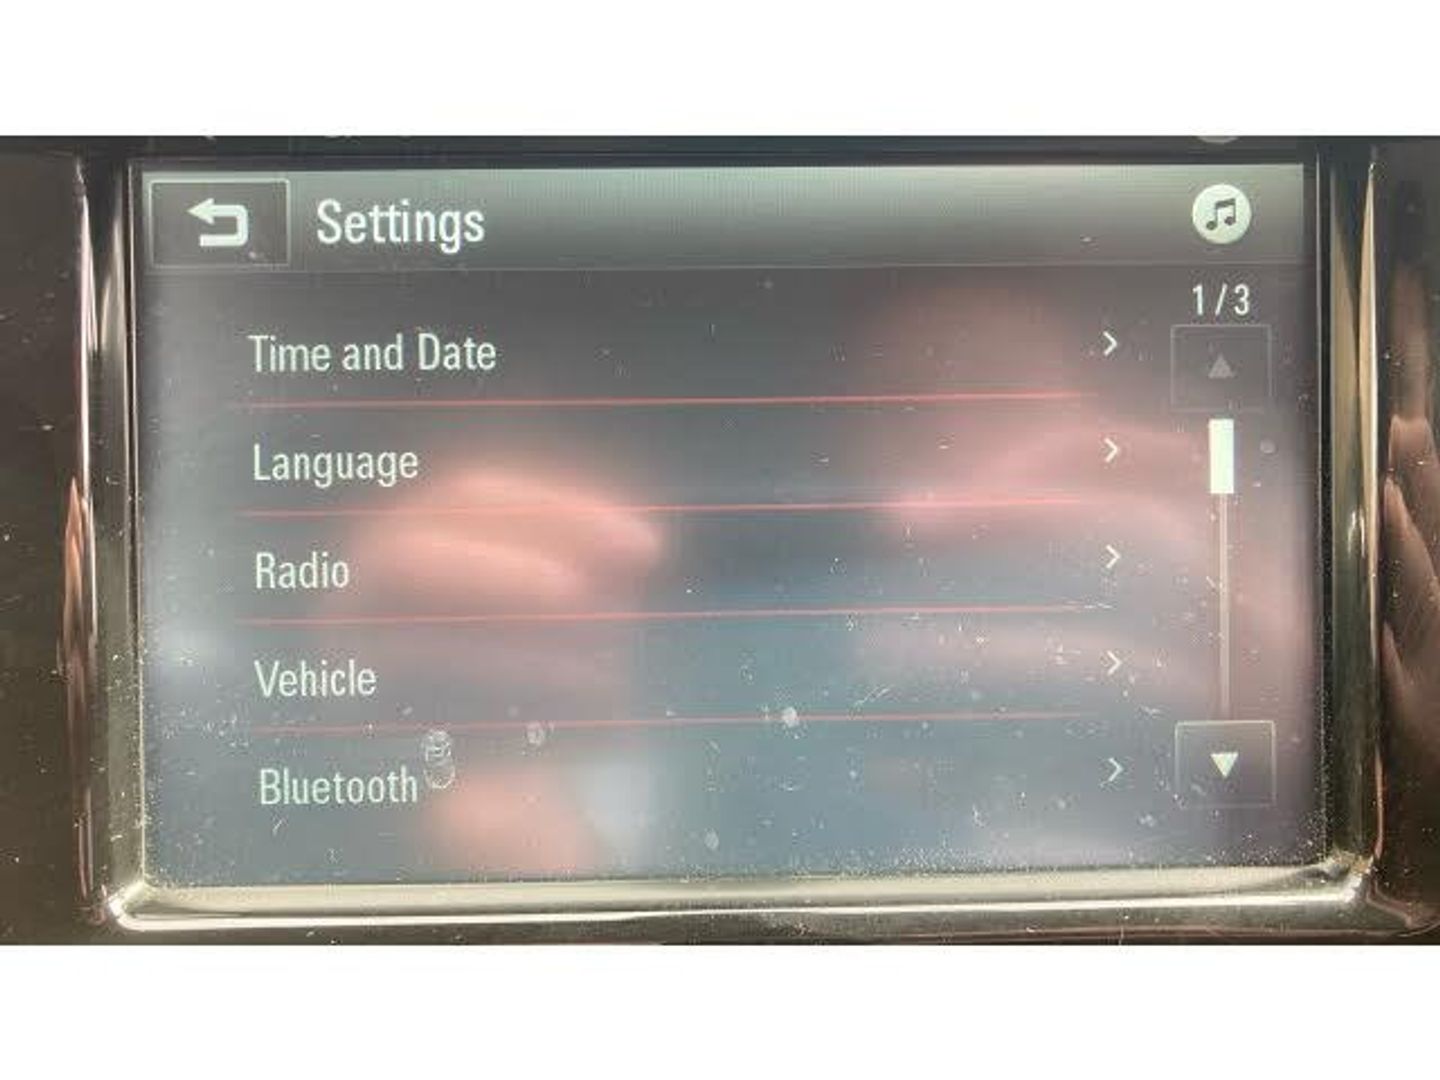 Settings
1 / 3
Time and Date
Language
Radio
Vehicle
Bluetooth